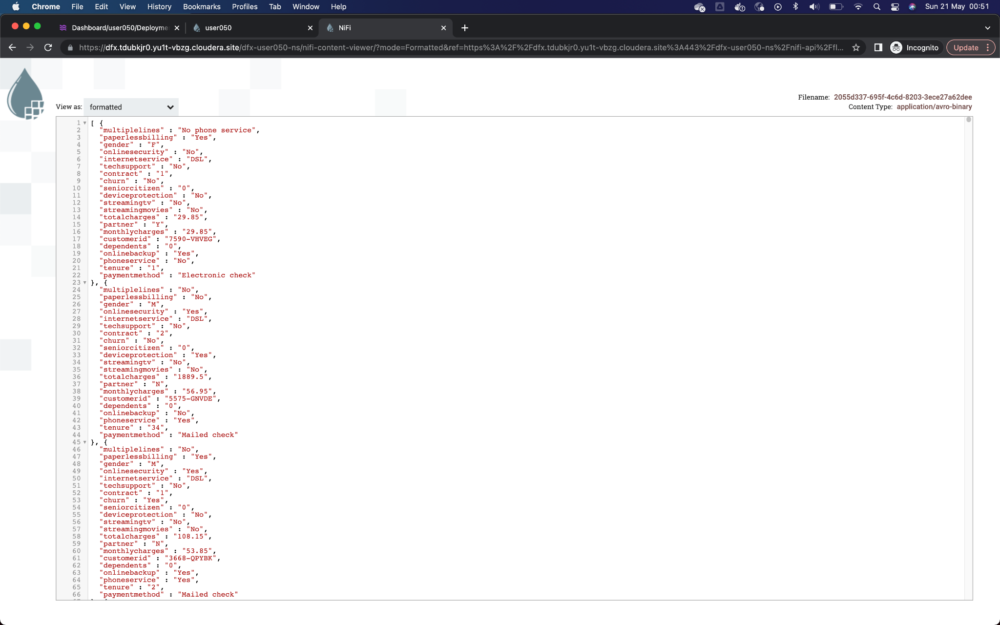 Chrome File Edit View History Bookmarks Profiles Tab Window Help Sun 21 May 00:51
Dashboard/user050/Deployme user050 NiFi
https://dfx.tdubkjr0.yu1t-vbzg.cloudera.site/dfx-user050-ns/nifi-content-viewer/?mode=Formatted&ref=https%3A%2F%2Fdfx.tdubkjr0.yu1t-vbzg.cloudera.site%3A443%2Fdfx-user050-ns%2Fnifi-api%2Ffl... Incognito Update
Filename: 2055d337-695f-4c6d-8203-3ece27a62dee
View as: formatted
Content Type: application/avro-binary
1 [ {
2 "multiplelines" : "No phone service",
3 "paperlessbilling" : "Yes",
4 "gender" : "F",
5 "onlinesecurity" : "No",
6 "internetservice" : "DSL",
7 "techsupport" : "No",
8 "contract" : "1",
9 "churn" : "No",
10 "seniorcitizen" : "0",
11 "deviceprotection" : "No",
12 "streamingtv" : "No",
13 "streamingmovies" : "No",
14 "totalcharges" : "29.85",
15 "partner" : "Y",
16 "monthlycharges" : "29.85",
17 "customerid" : "7590-VHVEG",
18 "dependents" : "0",
19 "onlinebackup" : "Yes",
20 "phoneservice" : "No",
21 "tenure" : "1",
22 "paymentmethod" : "Electronic check"
23 }, {
24 "multiplelines" : "No",
25 "paperlessbilling" : "No",
26 "gender" : "M",
27 "onlinesecurity" : "Yes",
28 "internetservice" : "DSL",
29 "techsupport" : "No",
30 "contract" : "2",
31 "churn" : "No",
32 "seniorcitizen" : "0",
33 "deviceprotection" : "Yes",
34 "streamingtv" : "No",
35 "streamingmovies" : "No",
36 "totalcharges" : "1889.5",
37 "partner" : "N",
38 "monthlycharges" : "56.95",
39 "customerid" : "5575-GNVDE",
40 "dependents" : "0",
41 "onlinebackup" : "No",
42 "phoneservice" : "Yes",
43 "tenure" : "34",
44 "paymentmethod" : "Mailed check"
45 }, {
46 "multiplelines" : "No",
47 "paperlessbilling" : "Yes",
48 "gender" : "M",
49 "onlinesecurity" : "Yes",
50 "internetservice" : "DSL",
51 "techsupport" : "No",
52 "contract" : "1",
53 "churn" : "Yes",
54 "seniorcitizen" : "0",
55 "deviceprotection" : "No",
56 "streamingtv" : "No",
57 "streamingmovies" : "No",
58 "totalcharges" : "108.15",
59 "partner" : "N",
60 "monthlycharges" : "53.85",
61 "customerid" : "3668-QPYBK",
62 "dependents" : "0",
63 "onlinebackup" : "Yes",
64 "phoneservice" : "Yes",
65 "tenure" : "2",
66 "paymentmethod" : "Mailed check"